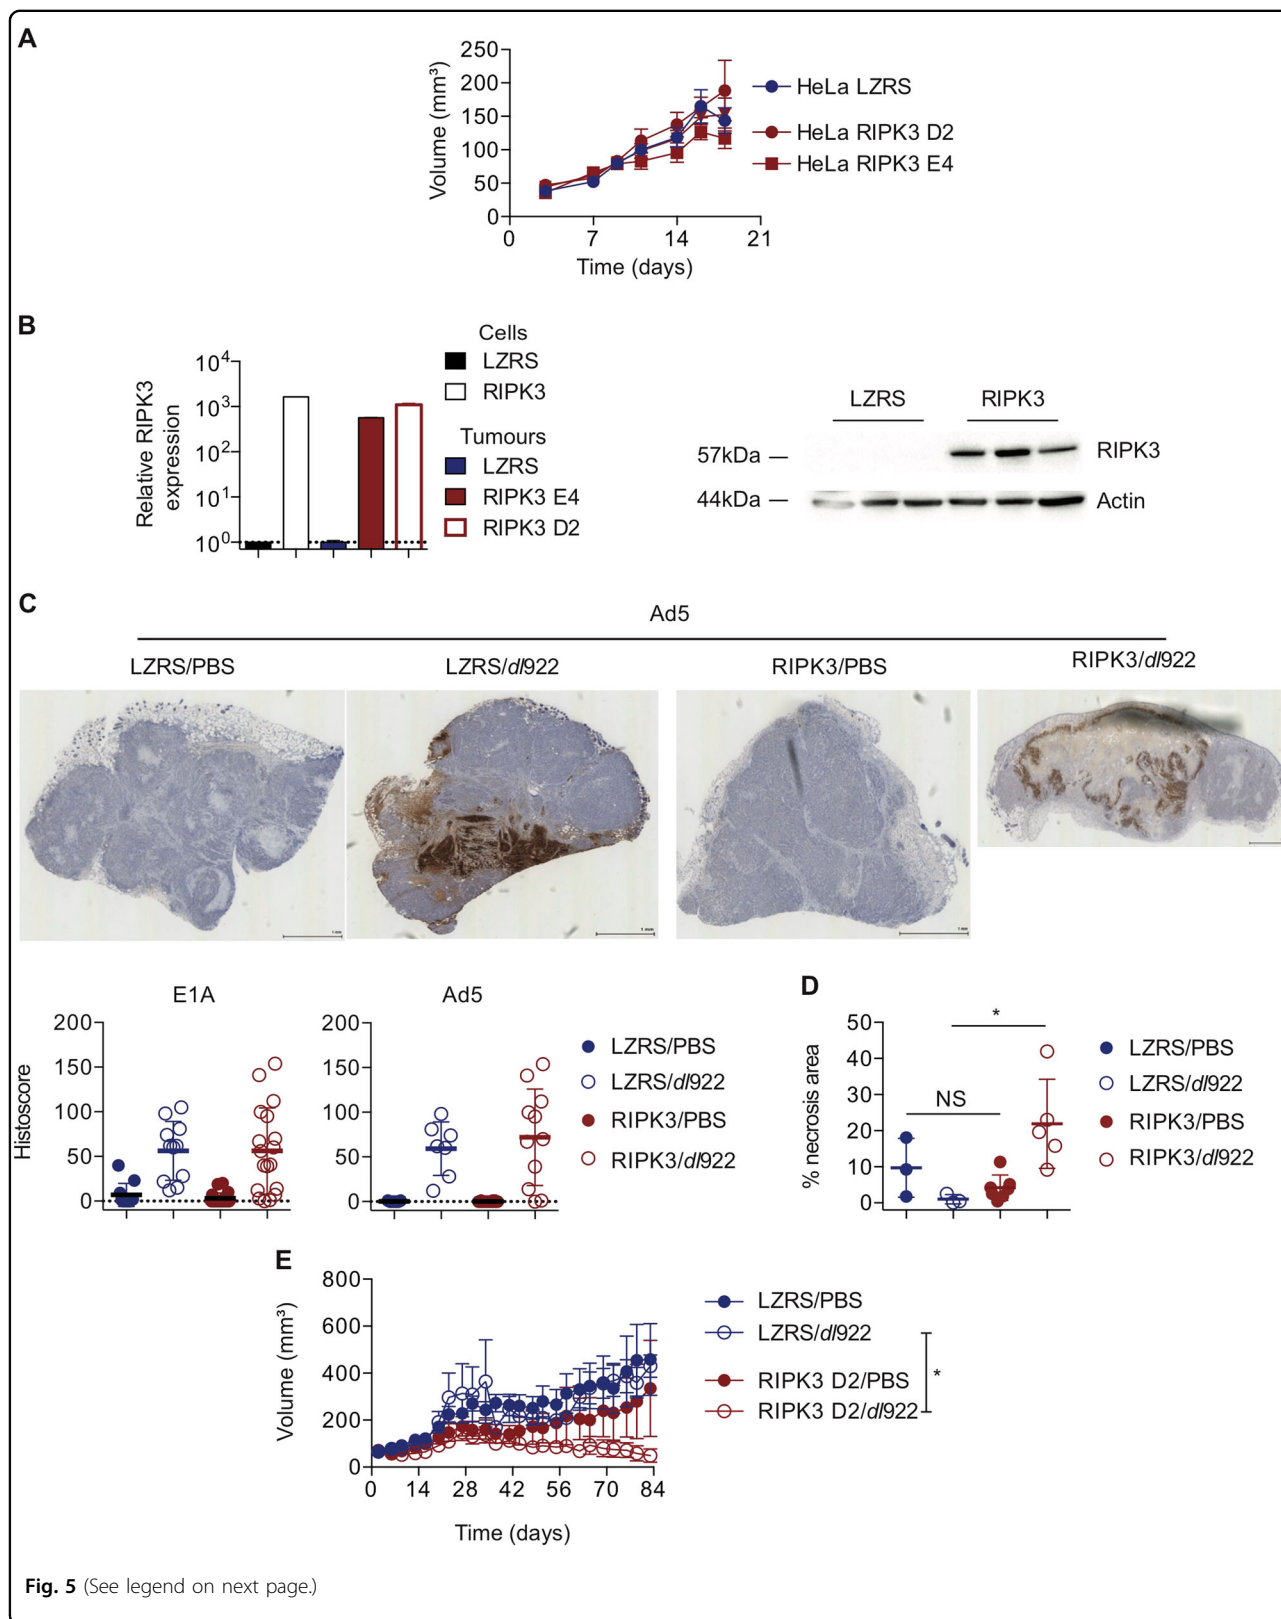 A
Volume (mm³)
250
200
150
100
50
0
0 7 14 21
Time (days)
HeLa LZRS
HeLa RIPK3 D2
HeLa RIPK3 E4
B
Relative RIPK3
expression
10⁴
10³
10²
10¹
10⁰
Cells
LZRS
RIPK3
Tumours
LZRS
RIPK3 E4
RIPK3 D2
LZRS RIPK3
57kDa
RIPK3
44kDa
Actin
C
Ad5
LZRS/PBS LZRS/dl922 RIPK3/PBS RIPK3/dl922
1 mm 1 mm 1 mm
E1A
Histoscore
200
150
100
50
0
Ad5
200
150
100
50
0
LZRS/PBS
LZRS/dl922
RIPK3/PBS
RIPK3/dl922
D
% necrosis area
50
40
30
20
10
0
NS
*
LZRS/PBS
LZRS/dl922
RIPK3/PBS
RIPK3/dl922
E
Volume (mm³)
800
600
400
200
0
0 14 28 42 56 70 84
Time (days)
LZRS/PBS
LZRS/dl922
RIPK3 D2/PBS
RIPK3 D2/dl922
*
Fig. 5 (See legend on next page.)